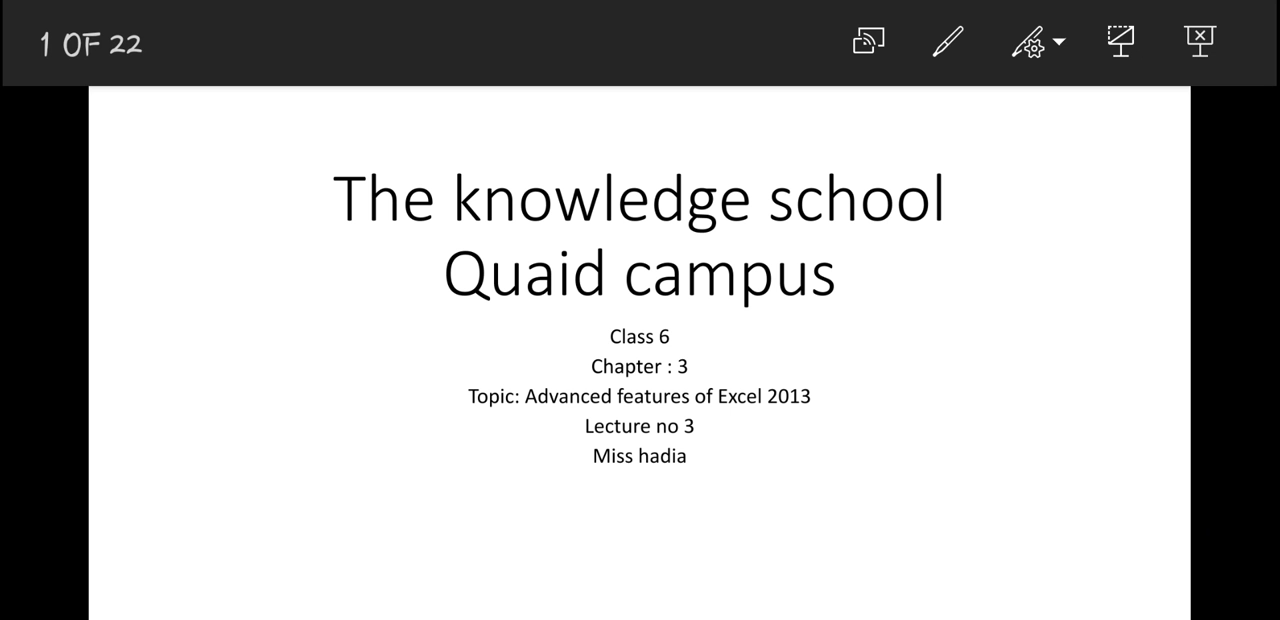 1 OF 22
The knowledge school
Quaid campus
Class 6
Chapter : 3
Topic: Advanced features of Excel 2013
Lecture no 3
Miss hadia